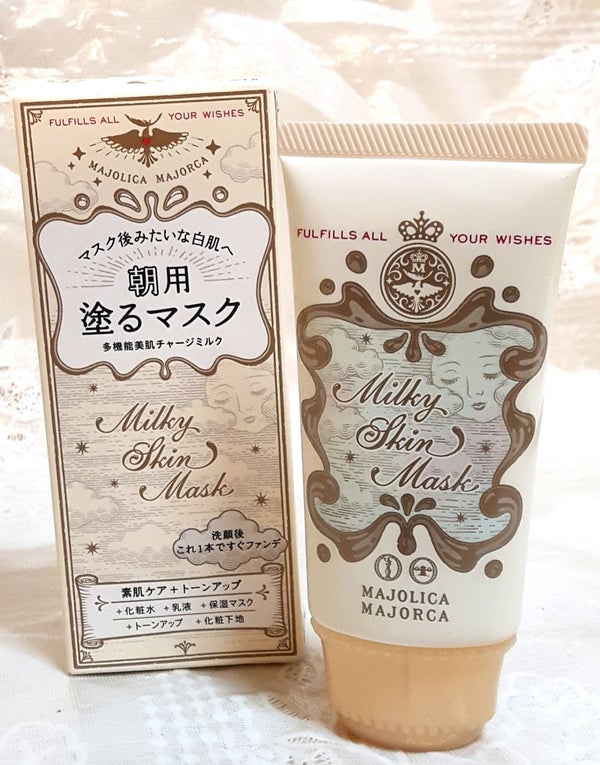 FULFILLS ALL YOUR WISHES
MAJOLICA MAJORCA
マスク後みたいな白肌へ
朝用
塗るマスク
多機能美肌チャージミルク
Milky
Skin
Mask
洗顔後
これ1本ですぐファンデ
素肌ケア+トーンアップ
+化粧水 +乳液 +保湿マスク
+トーンアップ +化粧下地
FULFILLS ALL YOUR WISHES
M
Milky
Skin
Mask
MAJOLICA
MAJORCA